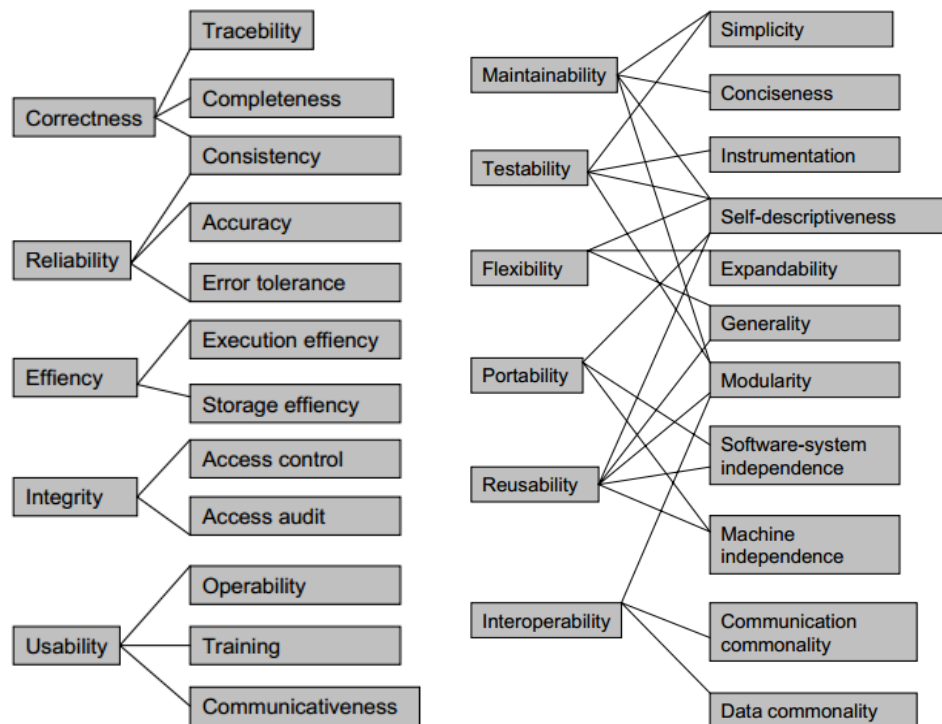 Tracebility
Correctness
Completeness
Consistency
Reliability
Accuracy
Error tolerance
Effiency
Execution effiency
Storage effiency
Integrity
Access control
Access audit
Usability
Operability
Training
Communicativeness
Maintainability
Simplicity
Conciseness
Testability
Instrumentation
Self-descriptiveness
Flexibility
Expandability
Generality
Portability
Modularity
Software-system
independence
Reusability
Machine
independence
Interoperability
Communication
commonality
Data commonality